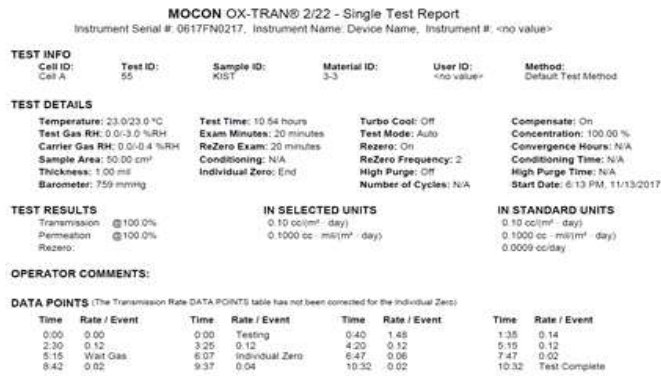 MOCON OX-TRAN® 2/22 - Single Test Report
Instrument Serial #: 0617FN0217, Instrument Name: Device Name, Instrument #: <no value>
TEST INFO
Cell ID: Test ID: Sample ID: Material ID: User ID: Method:
Cell A 55 KIST 3-3 <no value> Default Test Method
TEST DETAILS
Temperature: 23.0/23.0 ºC Test Time: 10.54 hours Turbo Cool: Off Compensate: On
Test Gas RH: 0.0/-3.0 %RH Exam Minutes: 20 minutes Test Mode: Auto Concentration: 100.00 %
Carrier Gas RH: 0.0/-0.4 %RH ReZero Exam: 20 minutes Rezero: On Convergence Hours: N/A
Sample Area: 50.00 cm² Conditioning: N/A ReZero Frequency: 2 Conditioning Time: N/A
Thickness: 1.00 mil Individual Zero: End High Purge: Off High Purge Time: N/A
Barometer: 759 mmHg Number of Cycles: N/A Start Date: 6:13 PM, 11/13/2017
TEST RESULTS IN SELECTED UNITS IN STANDARD UNITS
Transmission @100.0% 0.10 cc/(m² · day) 0.10 cc/(m² · day)
Permeation @100.0% 0.1000 cc · mil/(m² · day) 0.1000 cc · mil/(m² · day)
Rezero: 0.0009 cc/day
OPERATOR COMMENTS:
DATA POINTS (The Transmission Rate DATA POINTS table has not been corrected for the Individual Zero)
Time Rate / Event Time Rate / Event Time Rate / Event Time Rate / Event
0:00 0.00 0:00 Testing 0:40 1.48 1:35 0.14
2:30 0.12 3:25 0.12 4:20 0.12 5:15 0.12
5:15 Wait Gas 6:07 Individual Zero 6:47 0.06 7:47 0.02
8:42 0.02 9:37 0.04 10:32 0.02 10:32 Test Complete